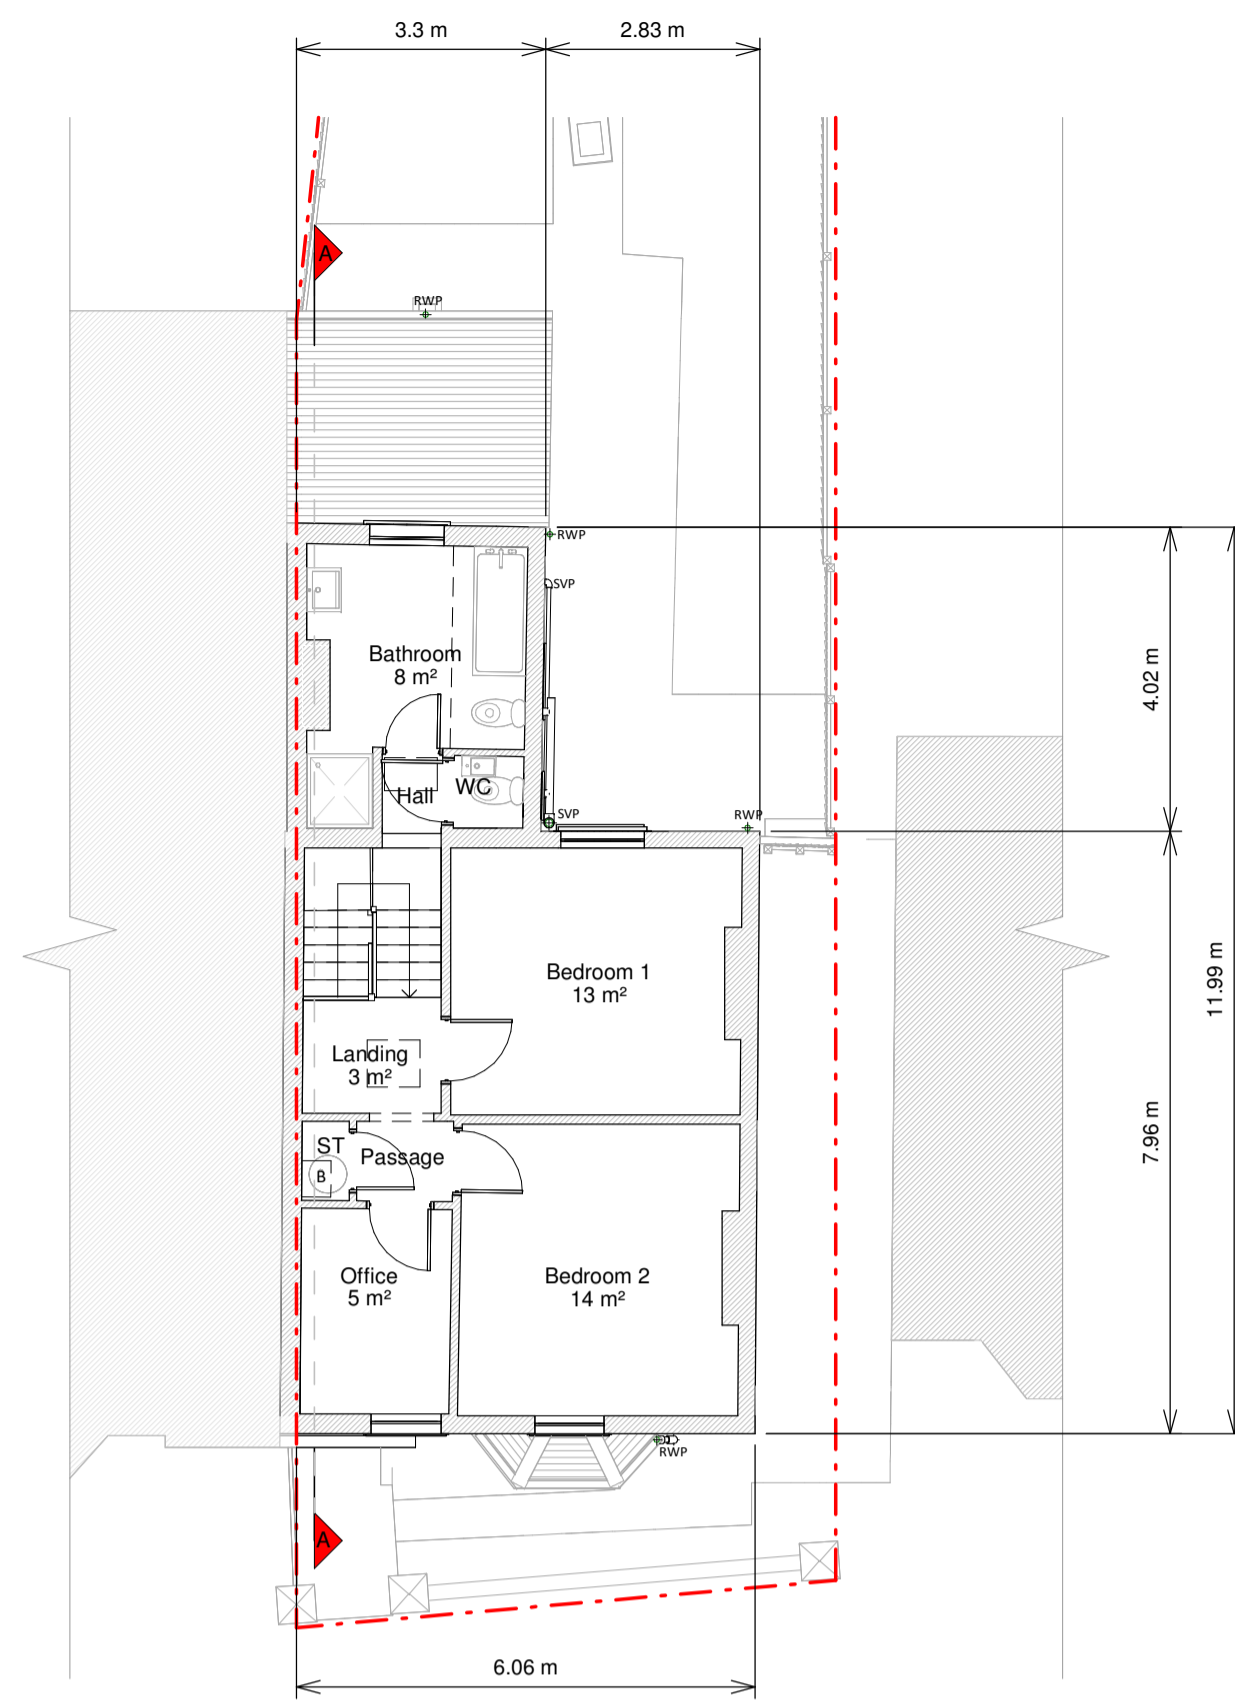 3.3 m
2.83 m
A
RWP
RWP
SVP
4.02 m
Bathroom
8 m²
WC
Hall
SVP
RWP
11.99 m
Bedroom 1
13 m²
Landing
3 m²
7.96 m
ST
Passage
B
Office
5 m²
Bedroom 2
14 m²
RWP
A
6.06 m